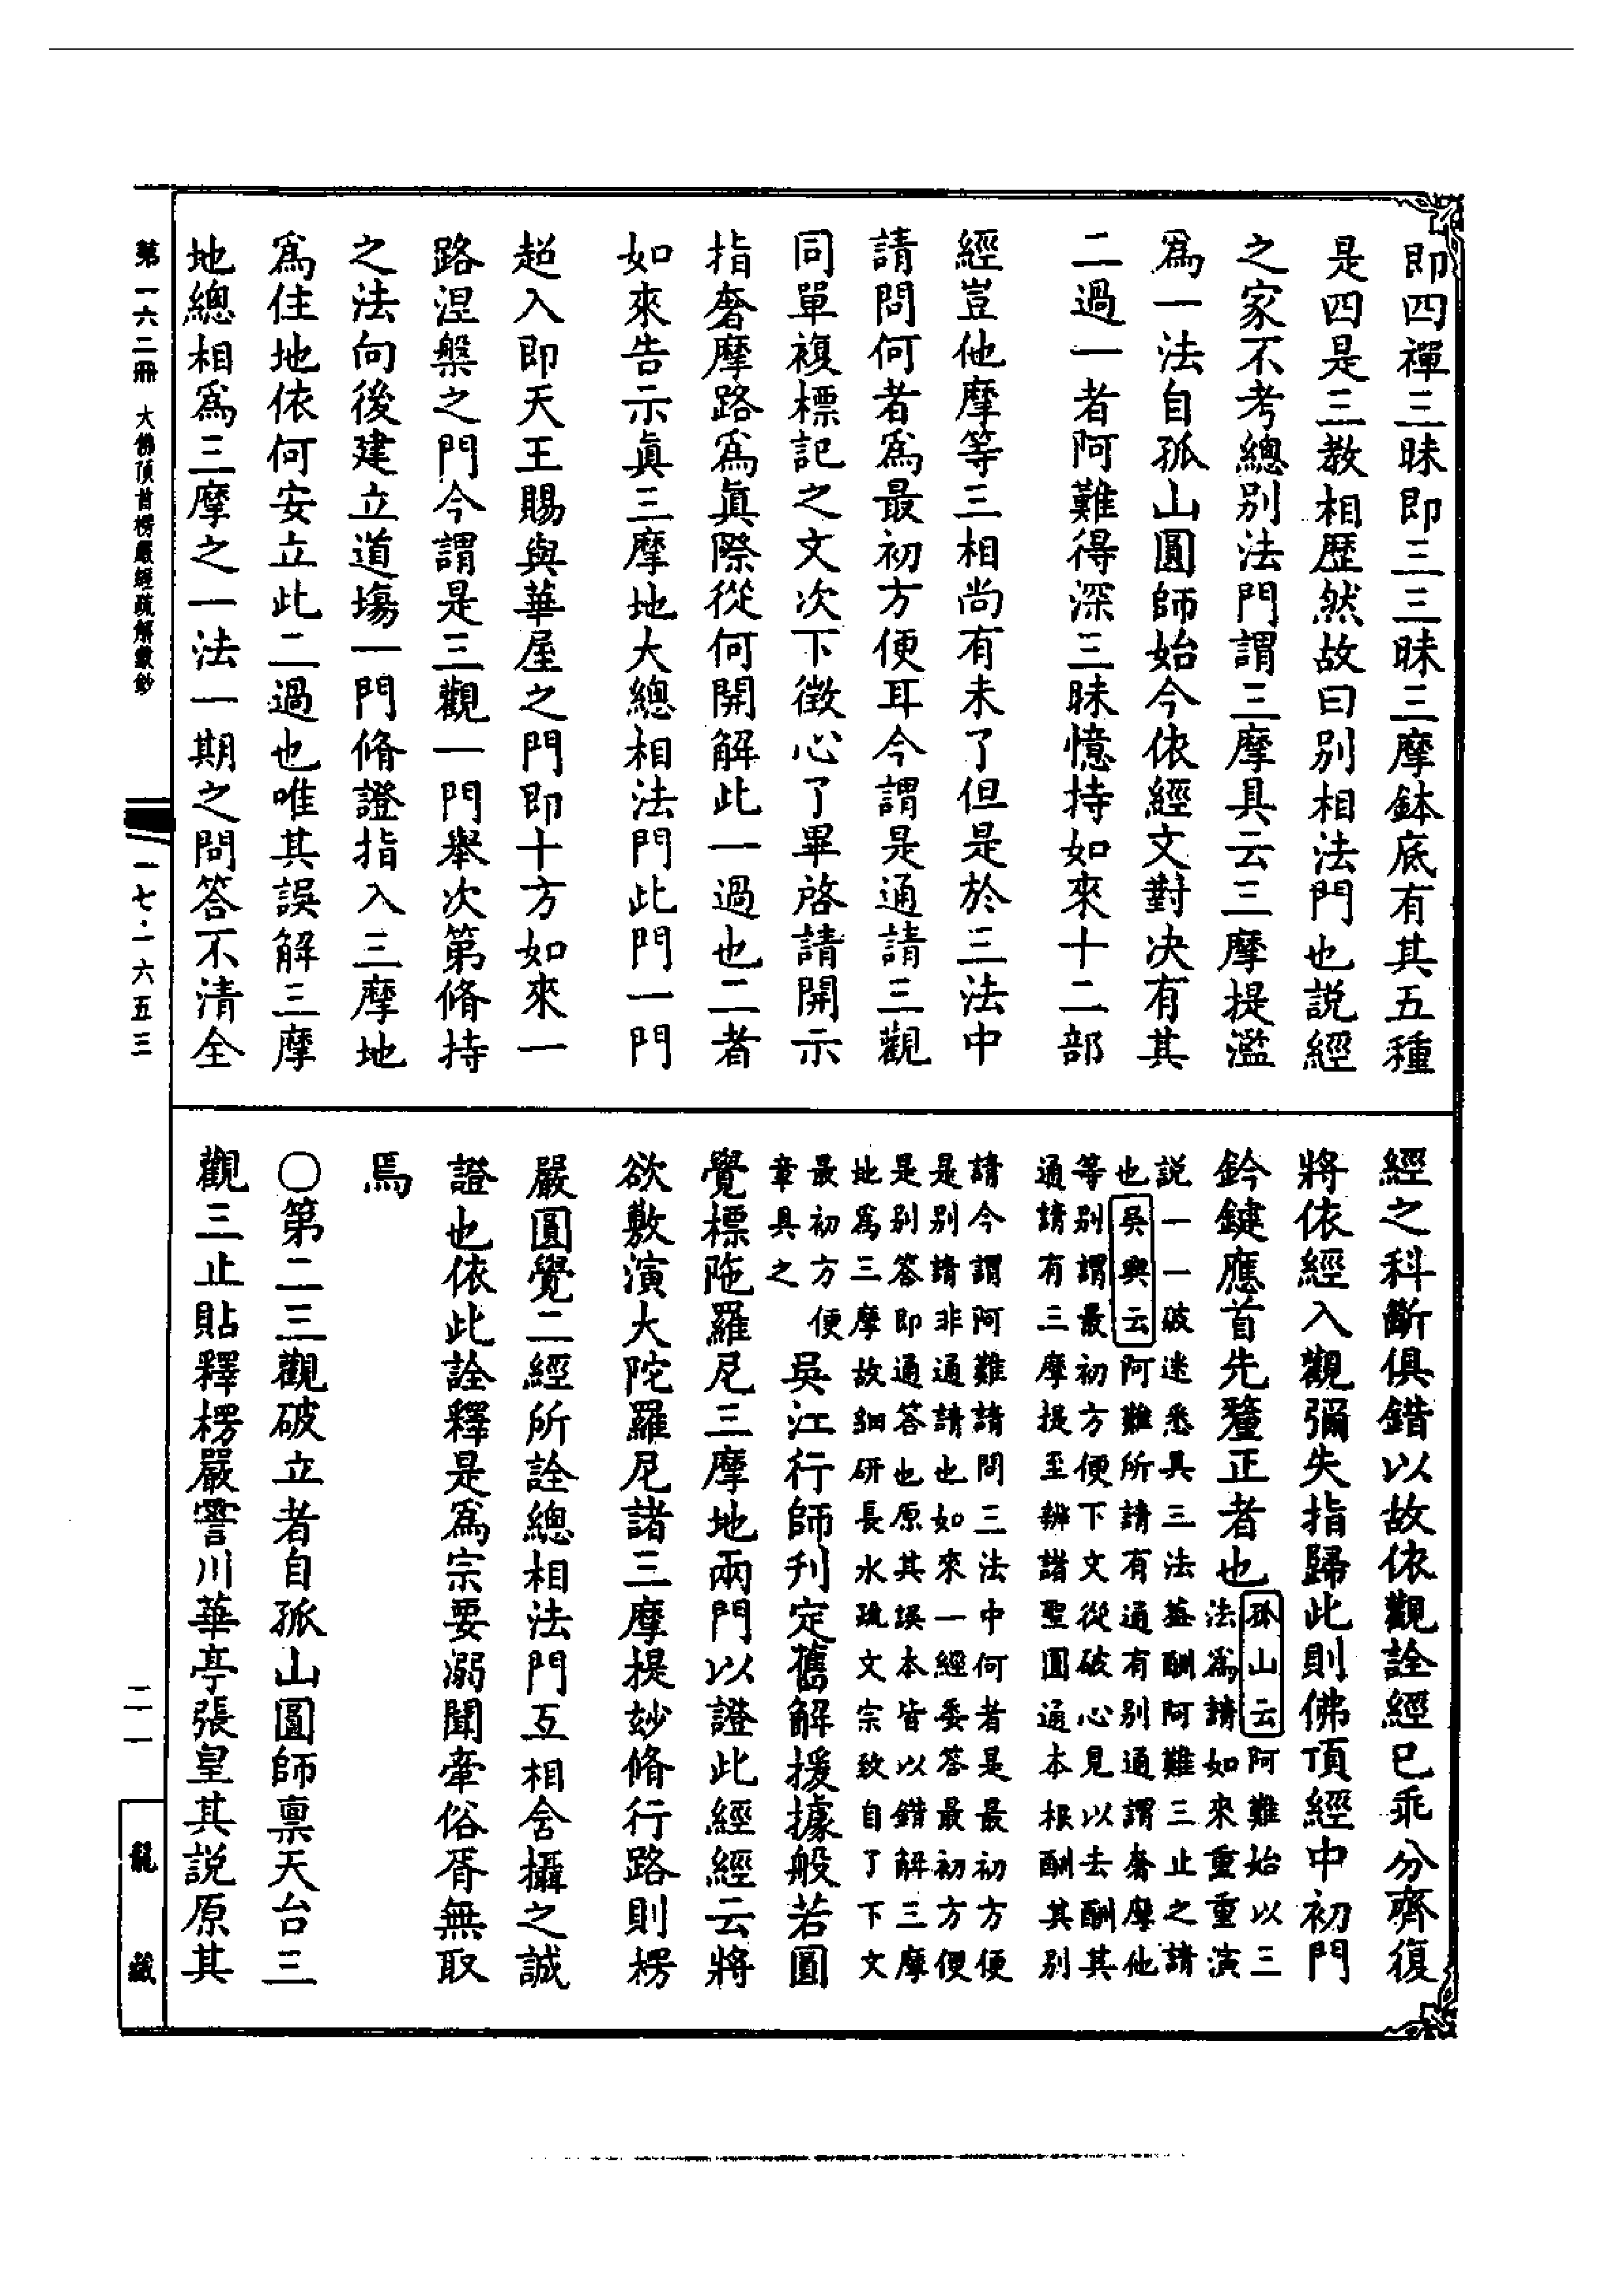 即四禪三昧即三三昧三摩鉢底有其五種
是四是三教相歷然故曰別相法門也説經
之家不考總別法門謂三摩具云三摩提濫
爲一法自孤山圓師始今依經文對決有其
二過一者阿難得深三昧憶持如來十二部
經豈他摩等三相尚有未了但是於三法中
請問何者爲最初方便耳今謂是通請三觀
同單複標記之文次下徵心了畢啓請開示
指奢摩路爲眞際從何開解此一過也二者
如來告示眞三摩地大總相法門此門一門
超入即天王賜與華屋之門即十方如來一
路涅槃之門今謂是三觀一門舉次第脩持
之法向後建立道場一門脩證指入三摩地
爲住地依何安立此二過也唯其誤解三摩
地總相爲三摩之一法一期之問答不清全
第一六二冊 大佛頂首楞嚴經疏解蒙鈔
一七·一六五三
經之科斷俱錯以故依觀詮經已乖分齊復
將依經入觀彌失指歸此則佛頂經中初門
鈐鍵應首先釐正者也孤山云阿難始以三
法爲請如來重重演
説一一破迷悉具三法蓋酬阿難三止之請
也吳興云阿難所請有通有別通謂奢摩他
等別謂最初方便下文從破心見以去酬其
通請有三摩提至辨諸聖圓通本根酬其別
請今謂阿難請問三法中何者是最初方便
是別請非通請也如來一經委答最初方便
是別答即通答也原其誤本皆以錯解三摩
地爲三摩故細研長水疏文宗致自了下文
最初方便
章具之
吳江行師刋定舊解援據般若圓
覺標陁羅尼三摩地兩門以證此經經云將
欲敷演大陀羅尼諸三摩提妙脩行路則楞
嚴圓覺二經所詮總相法門互相含攝之誠
證也依此詮釋是爲宗要溺聞牽俗胥無取
焉
○第二三觀破立者自孤山圓師禀天台三
觀三止貼釋楞嚴霅川華亭張皇其説原其
二一
龍藏